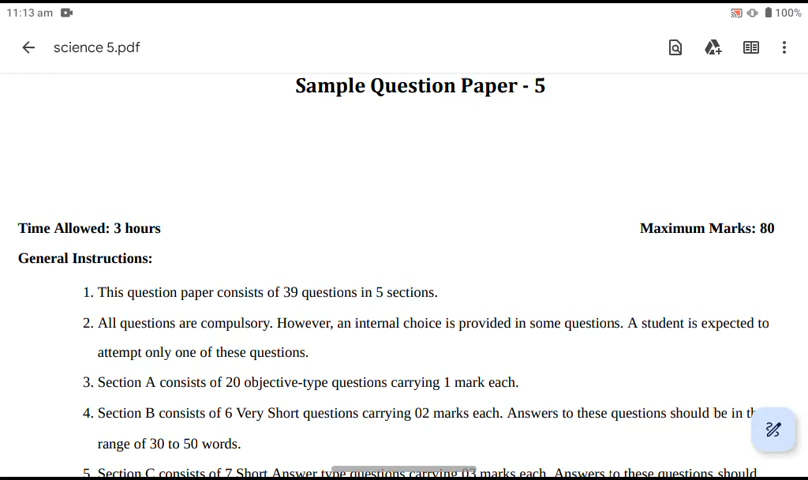 11:13 am
100%
science 5.pdf
Sample Question Paper - 5
Time Allowed: 3 hours
Maximum Marks: 80
General Instructions:
1. This question paper consists of 39 questions in 5 sections.
2. All questions are compulsory. However, an internal choice is provided in some questions. A student is expected to
attempt only one of these questions.
3. Section A consists of 20 objective-type questions carrying 1 mark each.
4. Section B consists of 6 Very Short questions carrying 02 marks each. Answers to these questions should be in
range of 30 to 50 words.
5. Section C consists of 7 Short Answer type questions carrying 03 marks each. Answers to these questions should